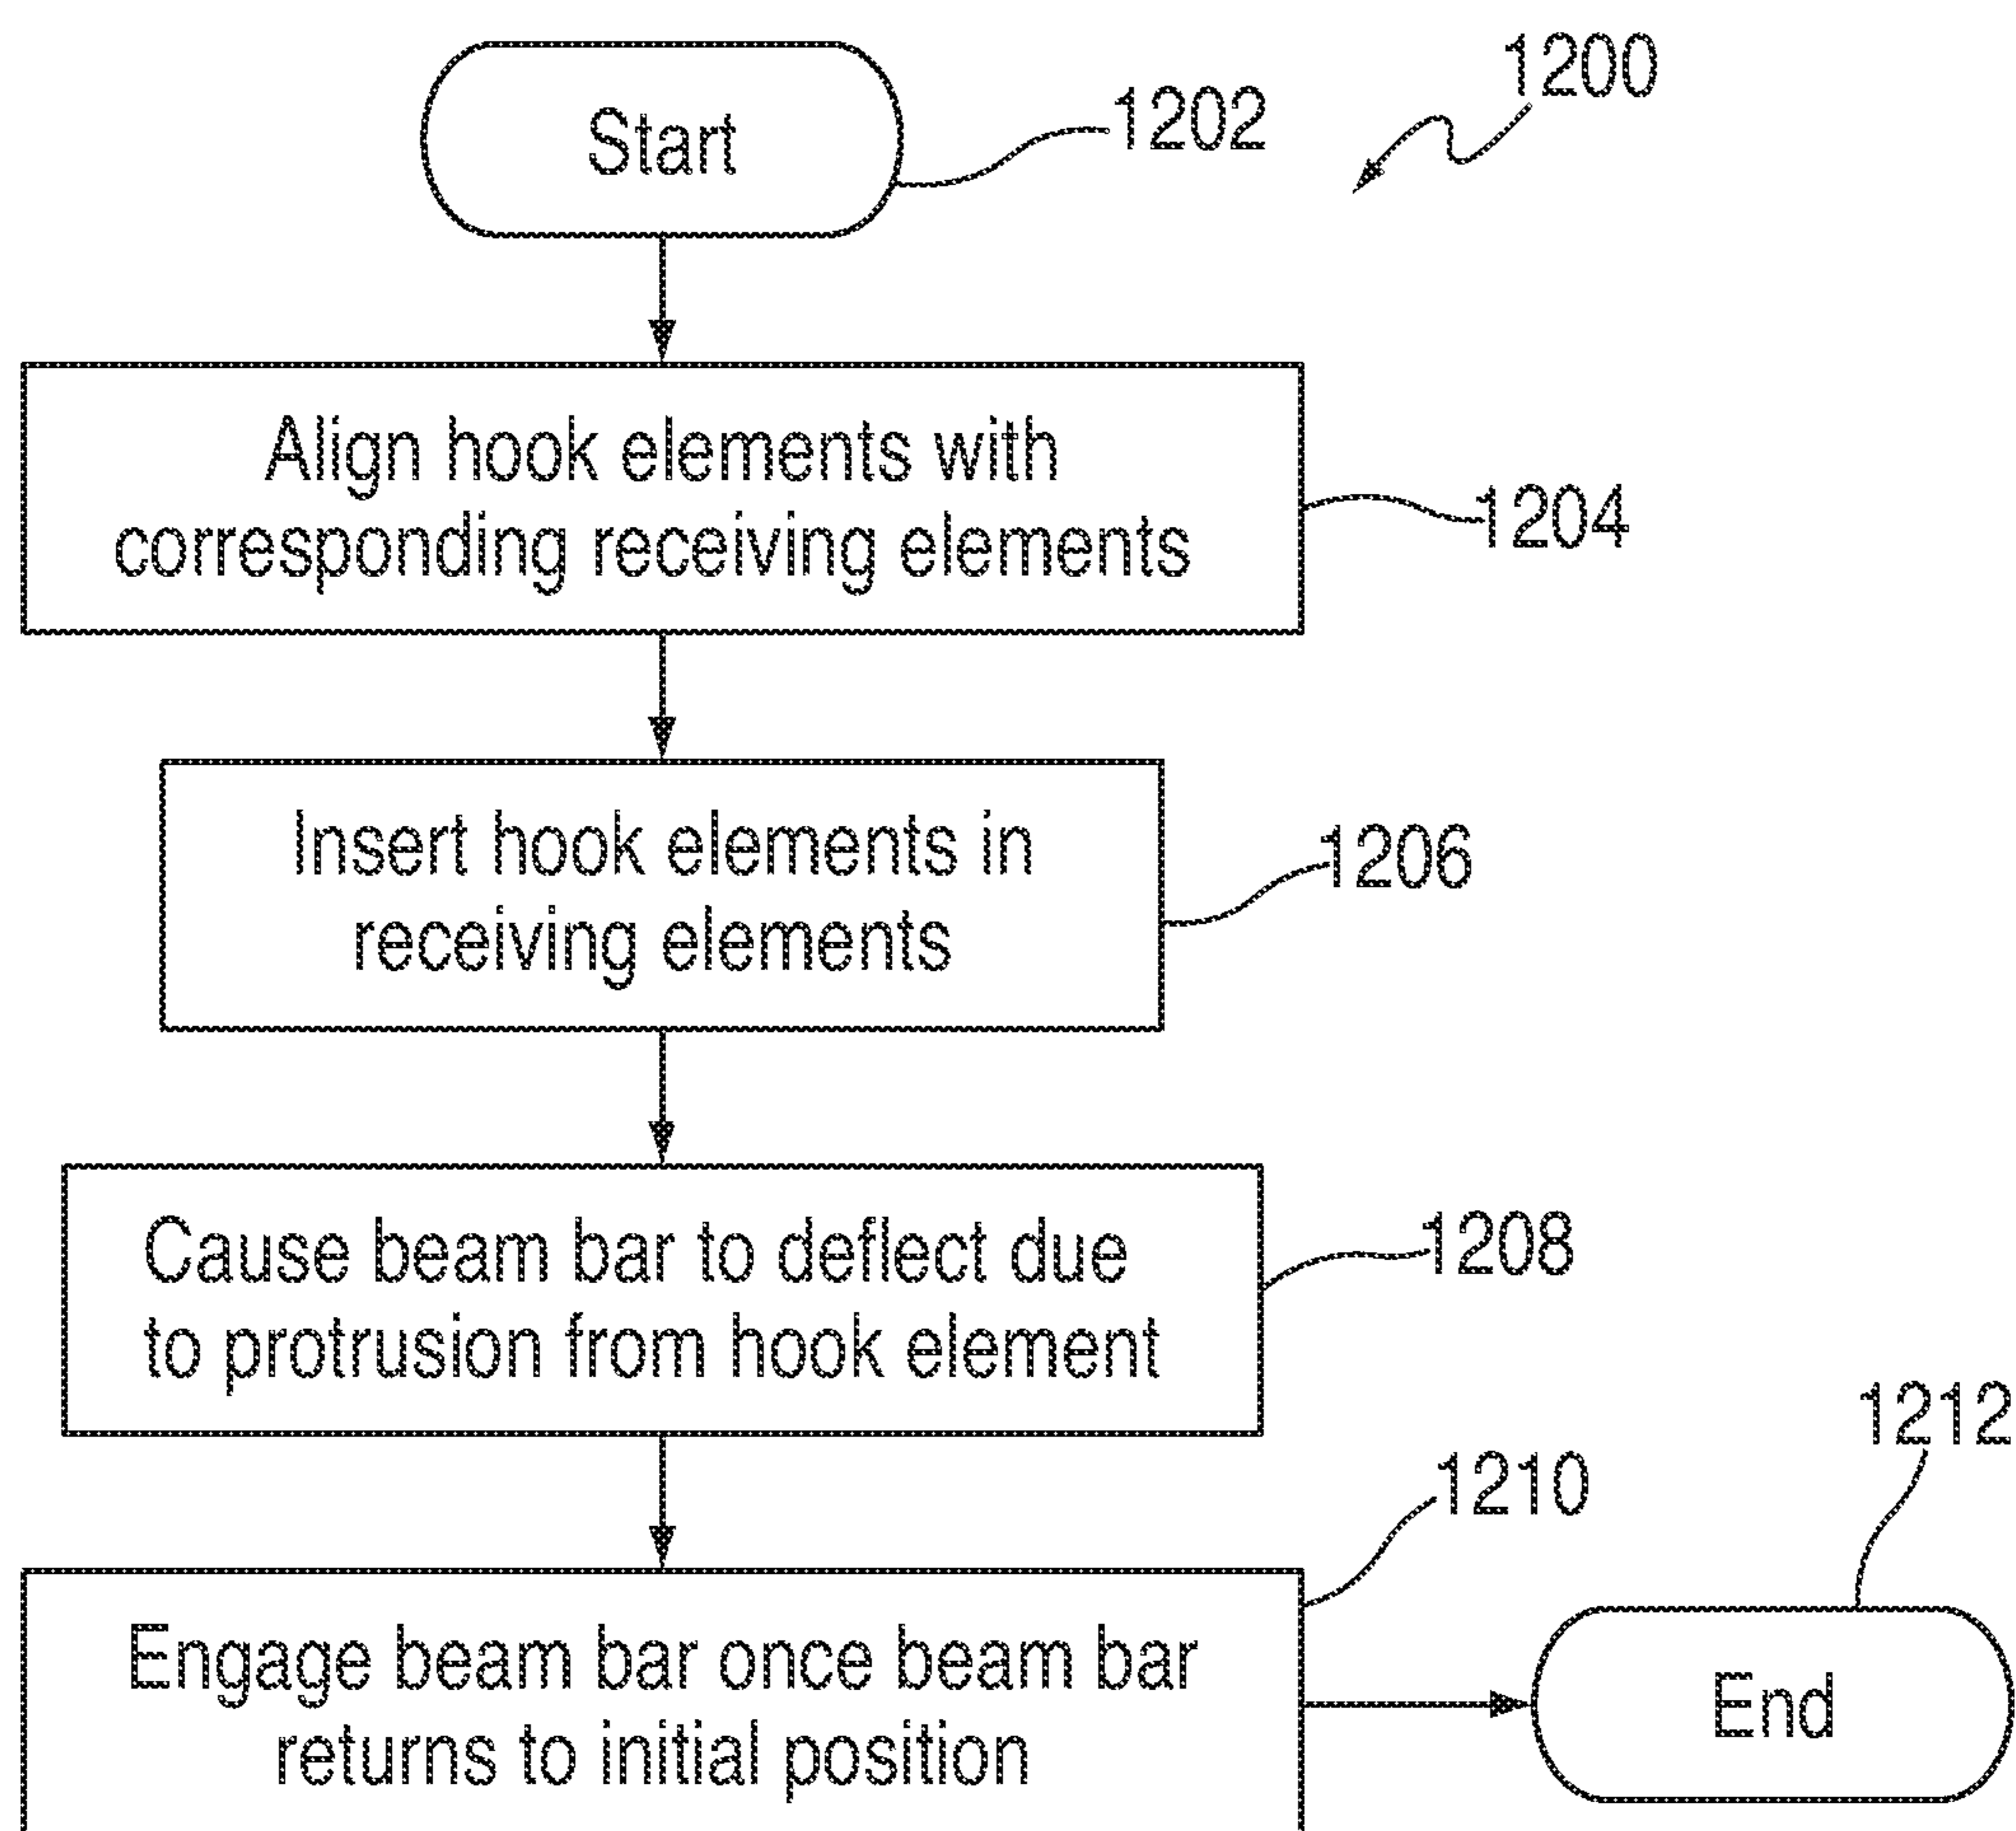 1200
Start
1202
Align hook elements with
corresponding receiving elements
1204
Insert hook elements in
receiving elements
1206
Cause beam bar to deflect due
to protrusion from hook element
1208
Engage beam bar once beam bar
returns to initial position
1210
End
1212